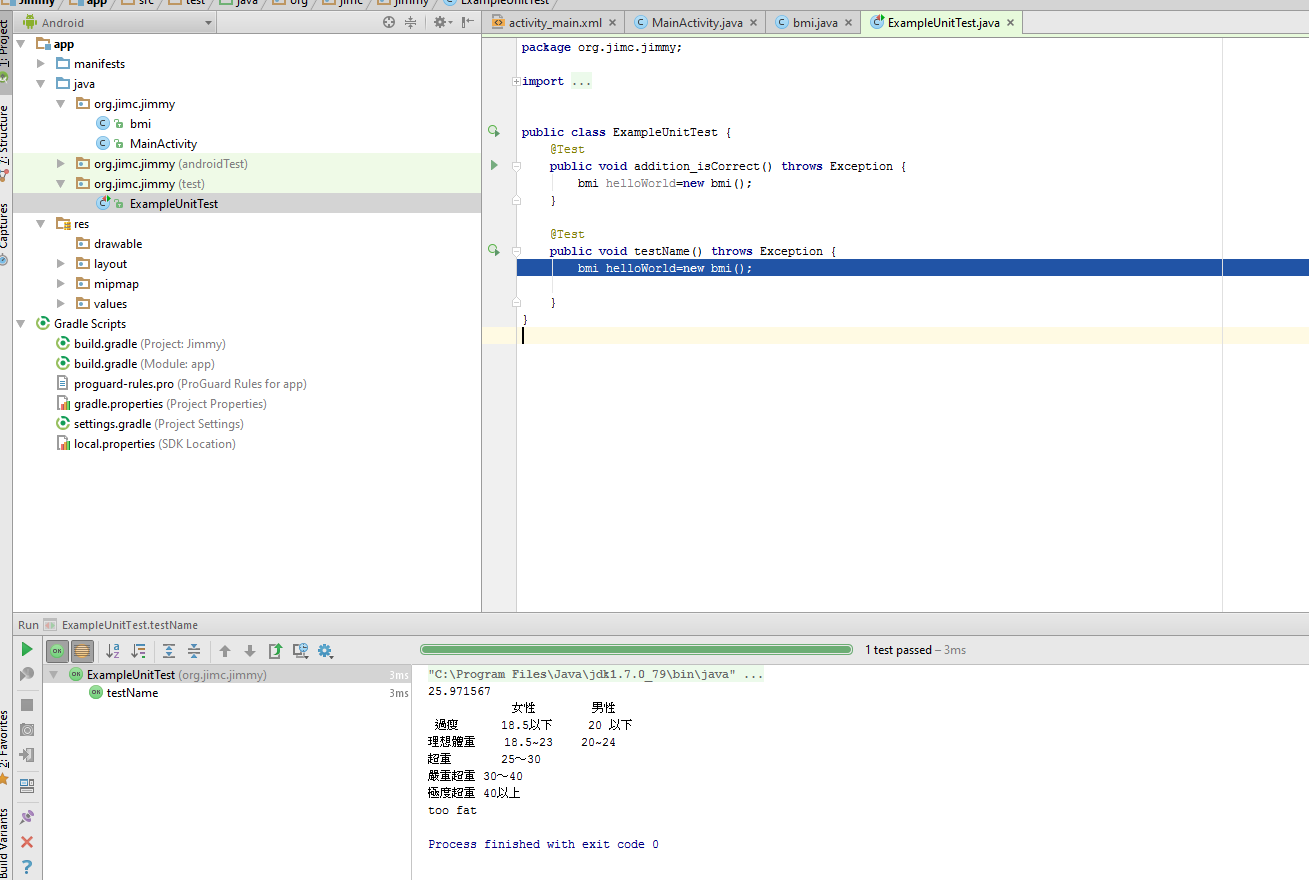 Jimmy app src test java org jimc jimmy ExampleUnitTest
Android
activity_main.xml MainActivity.java bmi.java ExampleUnitTest.java
1: Project
7: Structure
Captures
2: Favorites
Build Variants
app
manifests
java
org.jimc.jimmy
bmi
MainActivity
org.jimc.jimmy (androidTest)
org.jimc.jimmy (test)
ExampleUnitTest
res
drawable
layout
mipmap
values
Gradle Scripts
build.gradle (Project: Jimmy)
build.gradle (Module: app)
proguard-rules.pro (ProGuard Rules for app)
gradle.properties (Project Properties)
settings.gradle (Project Settings)
local.properties (SDK Location)
package org.jimc.jimmy;
import ...
public class ExampleUnitTest {
@Test
public void addition_isCorrect() throws Exception {
bmi helloWorld=new bmi();
}
@Test
public void testName() throws Exception {
bmi helloWorld=new bmi();
}
}
Run ExampleUnitTest.testName
1 test passed – 3ms
ExampleUnitTest (org.jimc.jimmy) 3ms
testName 3ms
"C:\Program Files\Java\jdk1.7.0_79\bin\java" ...
25.971567
女性 男性
過度 18.5以下 20 以下
理想體重 18.5~23 20~24
超重 25～30
嚴重超重 30～40
極度超重 40以上
too fat
Process finished with exit code 0